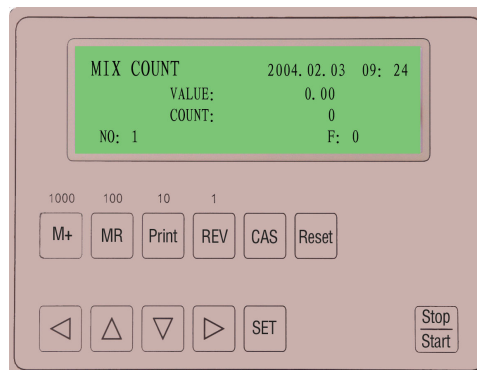 MIX COUNT 2004.02.03 09: 24
VALUE: 0.00
COUNT: 0
NO: 1 F: 0
1000 100 10 1
M+ MR Print REV CAS Reset
SET
Stop
Start